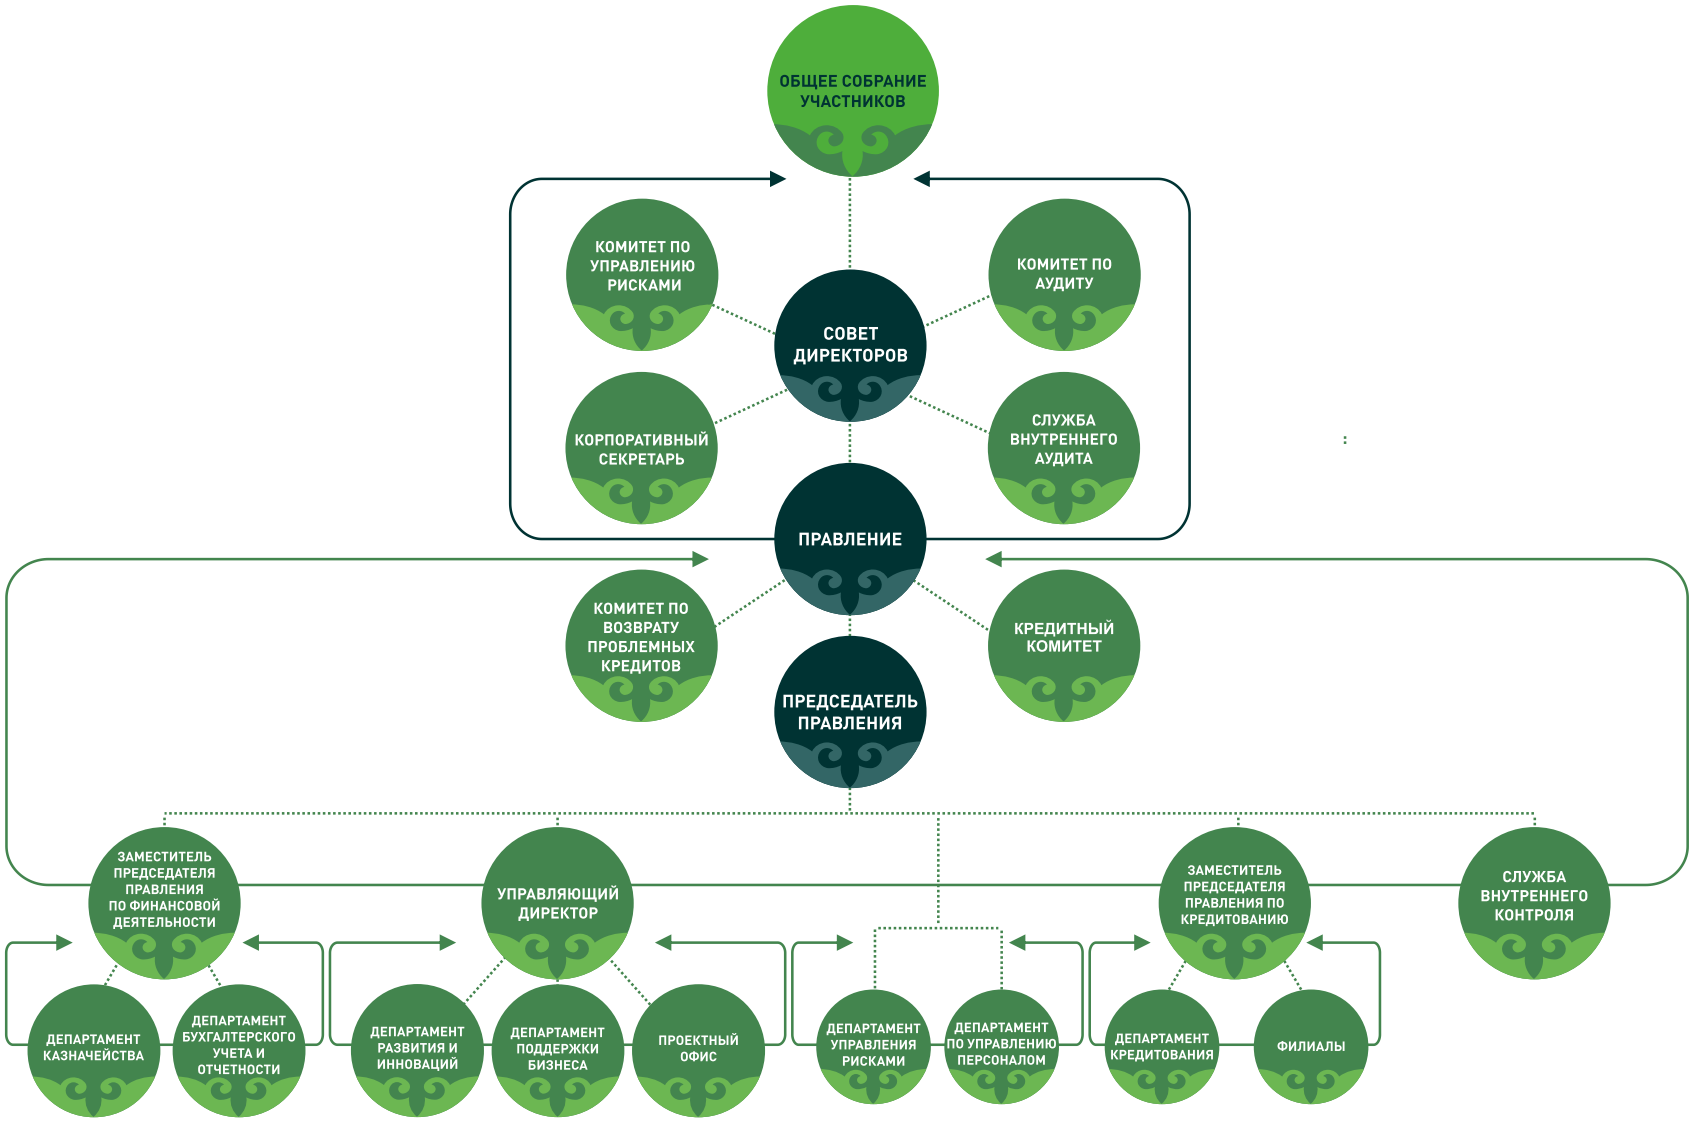 ОБЩЕЕ СОБРАНИЕ
УЧАСТНИКОВ
КОМИТЕТ ПО
УПРАВЛЕНИЮ
РИСКАМИ
КОМИТЕТ ПО
АУДИТУ
СОВЕТ
ДИРЕКТОРОВ
КОРПОРАТИВНЫЙ
СЕКРЕТАРЬ
СЛУЖБА
ВНУТРЕННЕГО
АУДИТА
ПРАВЛЕНИЕ
КОМИТЕТ ПО
ВОЗВРАТУ
ПРОБЛЕМНЫХ
КРЕДИТОВ
КРЕДИТНЫЙ
КОМИТЕТ
ПРЕДСЕДАТЕЛЬ
ПРАВЛЕНИЯ
ЗАМЕСТИТЕЛЬ
ПРЕДСЕДАТЕЛЯ
ПРАВЛЕНИЯ
ПО ФИНАНСОВОЙ
ДЕЯТЕЛЬНОСТИ
УПРАВЛЯЮЩИЙ
ДИРЕКТОР
ЗАМЕСТИТЕЛЬ
ПРЕДСЕДАТЕЛЯ
ПРАВЛЕНИЯ ПО
КРЕДИТОВАНИЮ
СЛУЖБА
ВНУТРЕННЕГО
КОНТРОЛЯ
ДЕПАРТАМЕНТ
КАЗНАЧЕЙСТВА
ДЕПАРТАМЕНТ
БУХГАЛТЕРСКОГО
УЧЕТА И
ОТЧЕТНОСТИ
ДЕПАРТАМЕНТ
РАЗВИТИЯ И
ИННОВАЦИЙ
ДЕПАРТАМЕНТ
ПОДДЕРЖКИ
БИЗНЕСА
ПРОЕКТНЫЙ
ОФИС
ДЕПАРТАМЕНТ
УПРАВЛЕНИЯ
РИСКАМИ
ДЕПАРТАМЕНТ
ПО УПРАВЛЕНИЮ
ПЕРСОНАЛОМ
ДЕПАРТАМЕНТ
КРЕДИТОВАНИЯ
ФИЛИАЛЫ